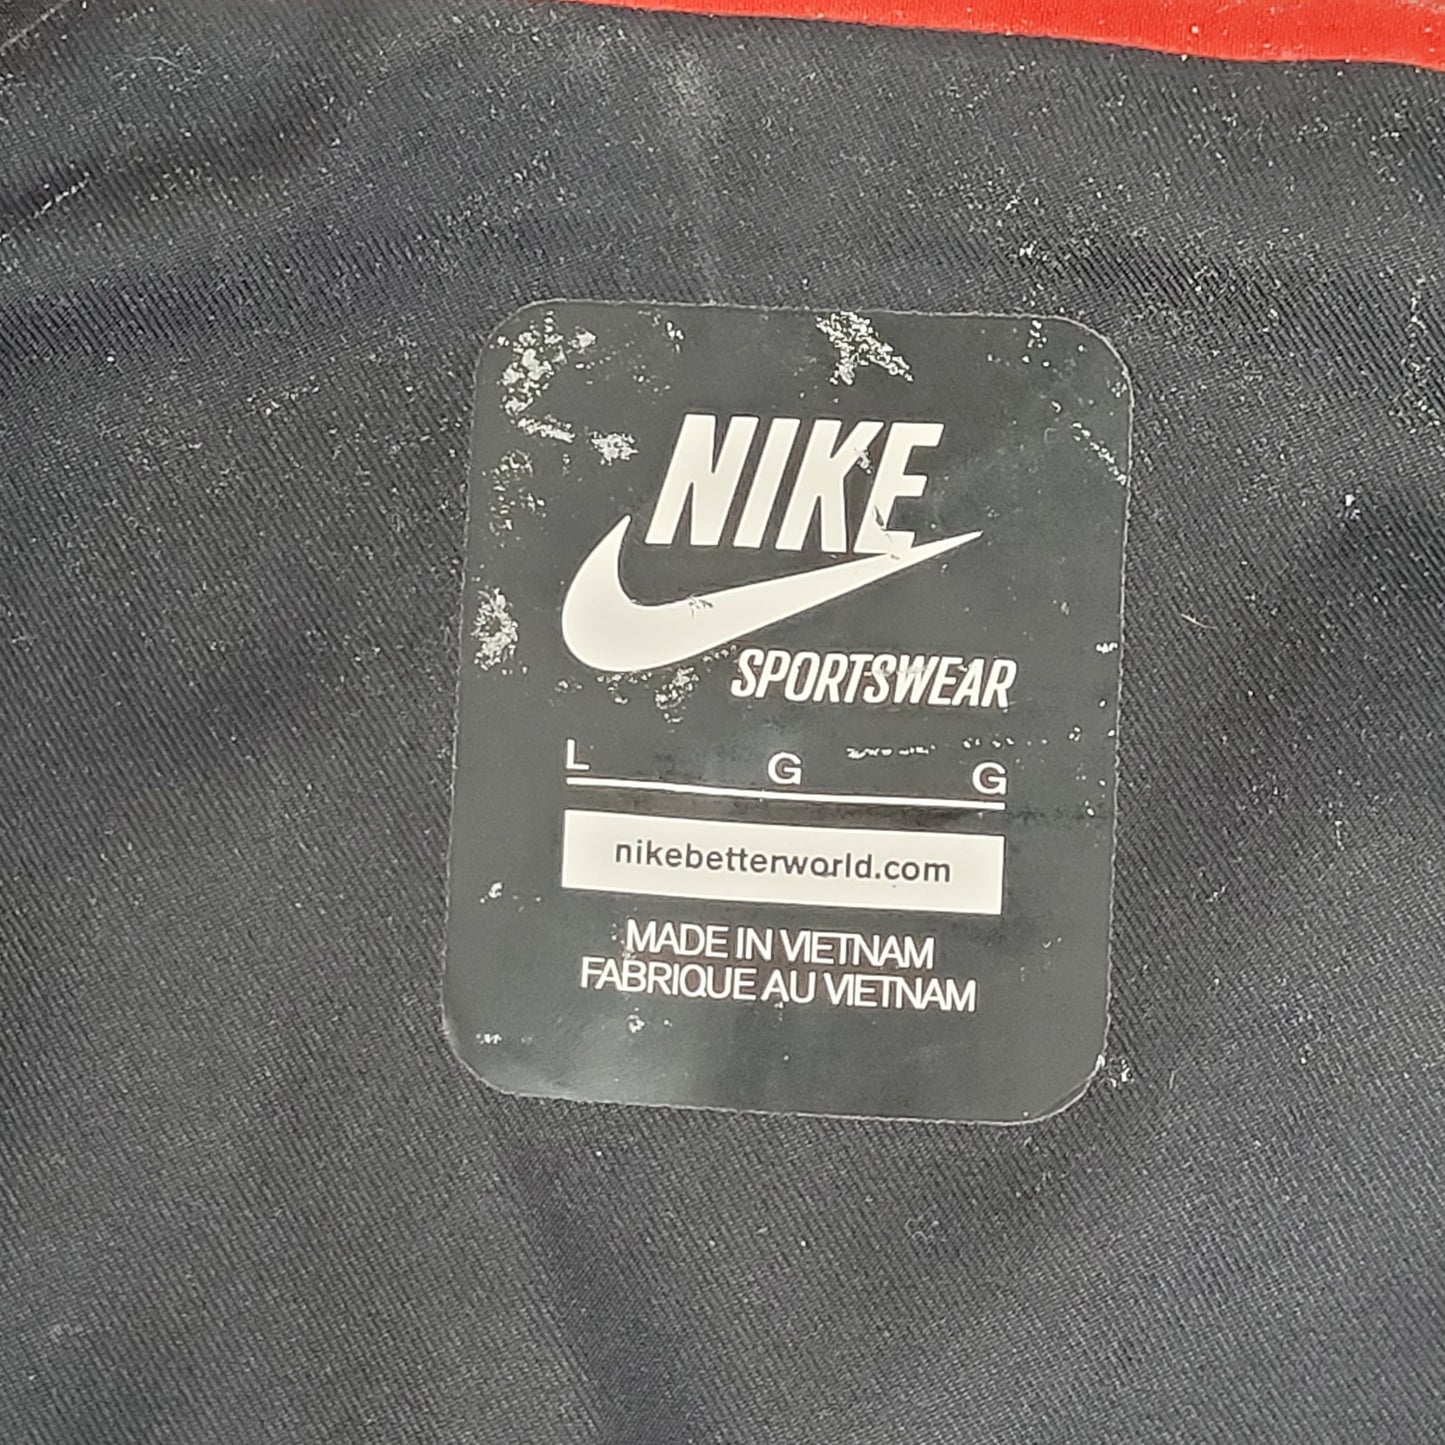 NIKE
SPORTSWEAR
L G G
nikebetterworld.com
MADE IN VIETNAM
FABRIQUE AU VIETNAM